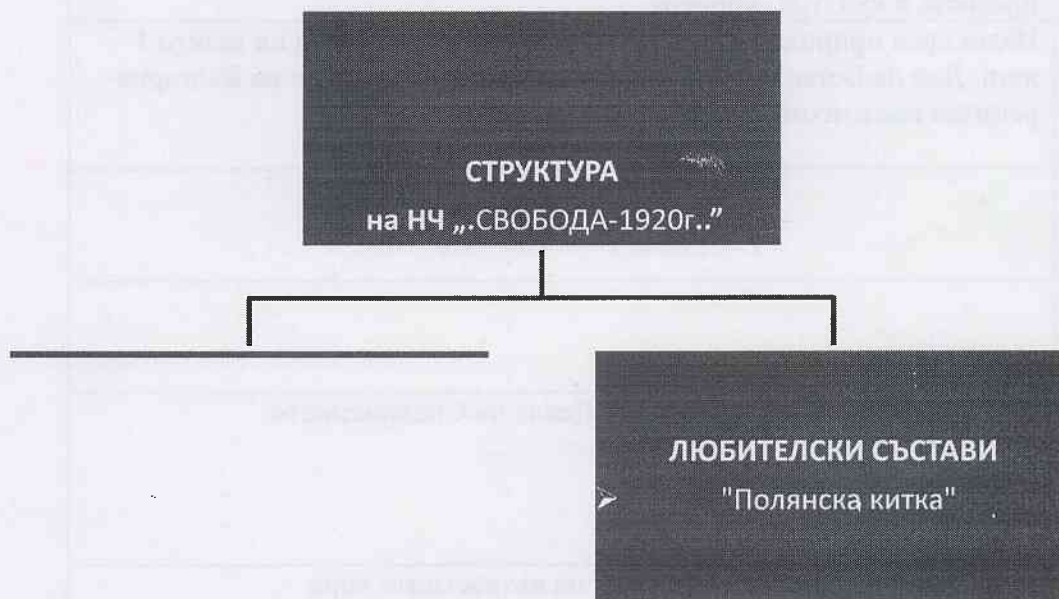 СТРУКТУРА
на НЧ „.СВОБОДА-1920г..”
ЛЮБИТЕЛСКИ СЪСТАВИ
➢ "Полянска китка"